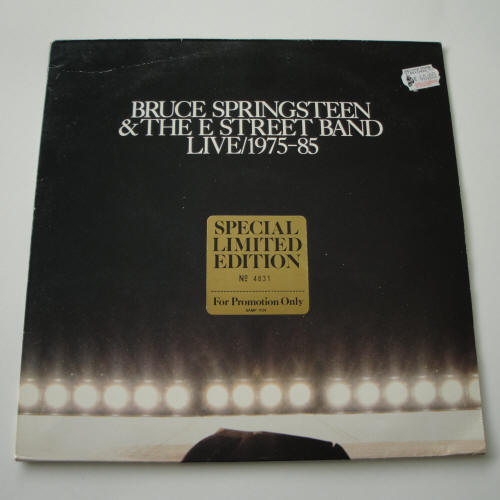 BRUCE SPRINGSTEEN
& THE E STREET BAND
LIVE/1975-85
SPECIAL
LIMITED
EDITION
No 4831
For Promotion Only